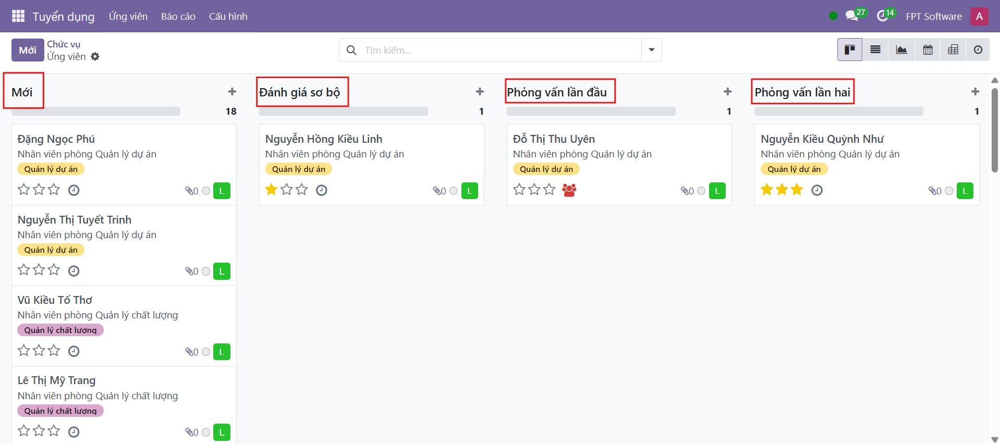 Tuyển dụng Ứng viên Báo cáo Cấu hình 27 14 FPT Software A
Mới Chức vụ
Ứng viên
Tìm kiếm...
Mới
18
Đặng Ngọc Phú
Nhân viên phòng Quản lý dự án
Quản lý dự án
0 L
Nguyễn Thị Tuyết Trinh
Nhân viên phòng Quản lý dự án
Quản lý dự án
0 L
Vũ Kiều Tố Thơ
Nhân viên phòng Quản lý chất lượng
Quản lý chất lượng
0 L
Lê Thị Mỹ Trang
Nhân viên phòng Quản lý chất lượng
Quản lý chất lượng
0 L
Đánh giá sơ bộ
1
Nguyễn Hồng Kiều Linh
Nhân viên phòng Quản lý dự án
Quản lý dự án
0 L
Phỏng vấn lần đầu
1
Đỗ Thị Thu Uyên
Nhân viên phòng Quản lý dự án
Quản lý dự án
0 L
Phỏng vấn lần hai
1
Nguyễn Kiều Quỳnh Như
Nhân viên phòng Quản lý dự án
Quản lý dự án
0 L